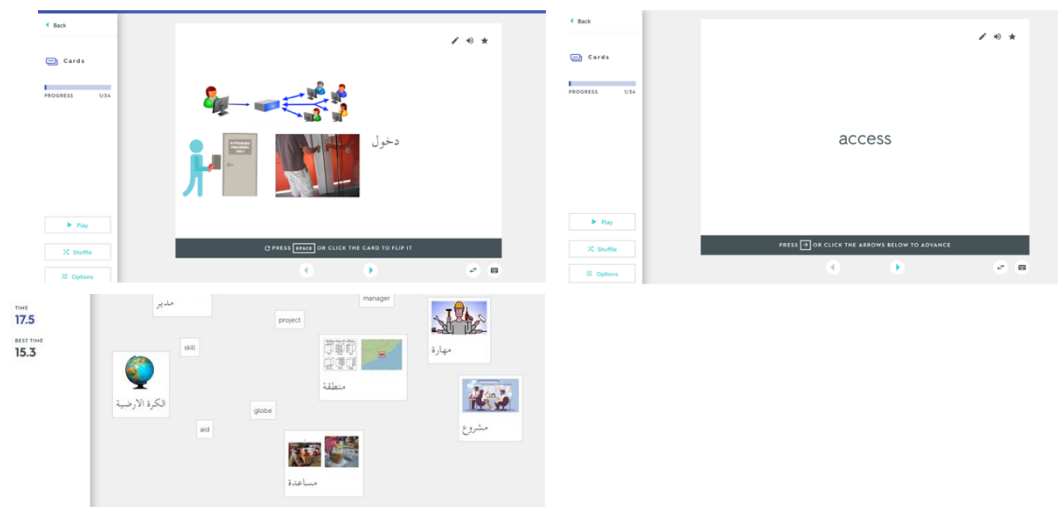 Back
Cards
PROGRESS 1/34
دخول
Play
Shuffle
Options
PRESS SPACE OR CLICK THE CARD TO FLIP IT
Back
Cards
PROGRESS 1/34
access
Play
Shuffle
Options
PRESS → OR CLICK THE ARROWS BELOW TO ADVANCE
TIME
17.5
BEST TIME
15.3
مدير
manager
project
skill
مهارة
منطقة
الكرة الارضية
globe
aid
مشروع
مساعدة